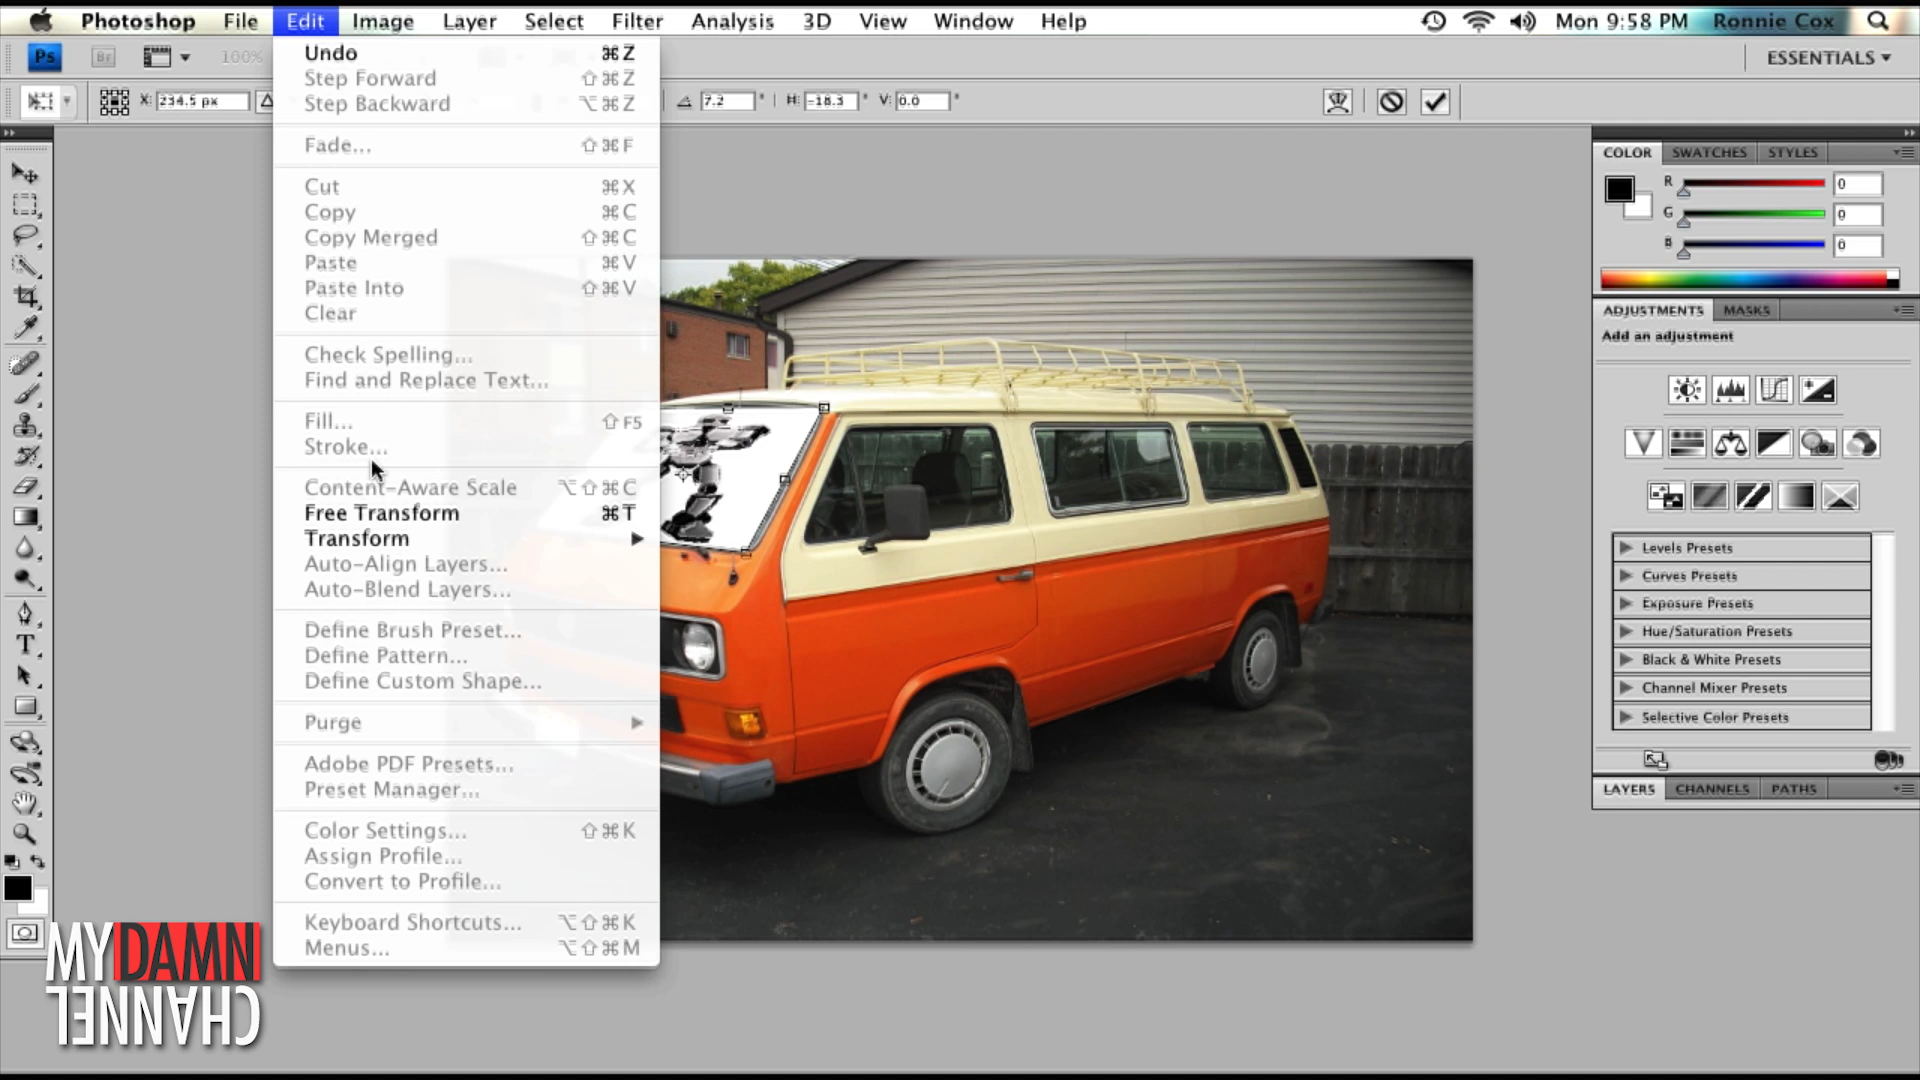 Photoshop File Edit Image Layer Select Filter Analysis 3D View Window Help Mon 9:58 PM Ronnie Cox
Ps Br 100% ESSENTIALS
X: 234.5 px 7.2 ° H: -18.3 ° V: 0.0 °
Undo ⌘Z
Step Forward ⇧⌘Z
Step Backward ⌥⌘Z
Fade... ⇧⌘F
Cut ⌘X
Copy ⌘C
Copy Merged ⇧⌘C
Paste ⌘V
Paste Into ⇧⌘V
Clear
Check Spelling...
Find and Replace Text...
Fill... ⇧F5
Stroke...
Content-Aware Scale ⌥⇧⌘C
Free Transform ⌘T
Transform
Auto-Align Layers...
Auto-Blend Layers...
Define Brush Preset...
Define Pattern...
Define Custom Shape...
Purge
Adobe PDF Presets...
Preset Manager...
Color Settings... ⇧⌘K
Assign Profile...
Convert to Profile...
Keyboard Shortcuts... ⌥⇧⌘K
Menus... ⌥⇧⌘M
COLOR SWATCHES STYLES
R 0
G 0
B 0
ADJUSTMENTS MASKS
Add an adjustment
Levels Presets
Curves Presets
Exposure Presets
Hue/Saturation Presets
Black & White Presets
Channel Mixer Presets
Selective Color Presets
LAYERS CHANNELS PATHS
MYDAMN
CHANNEL